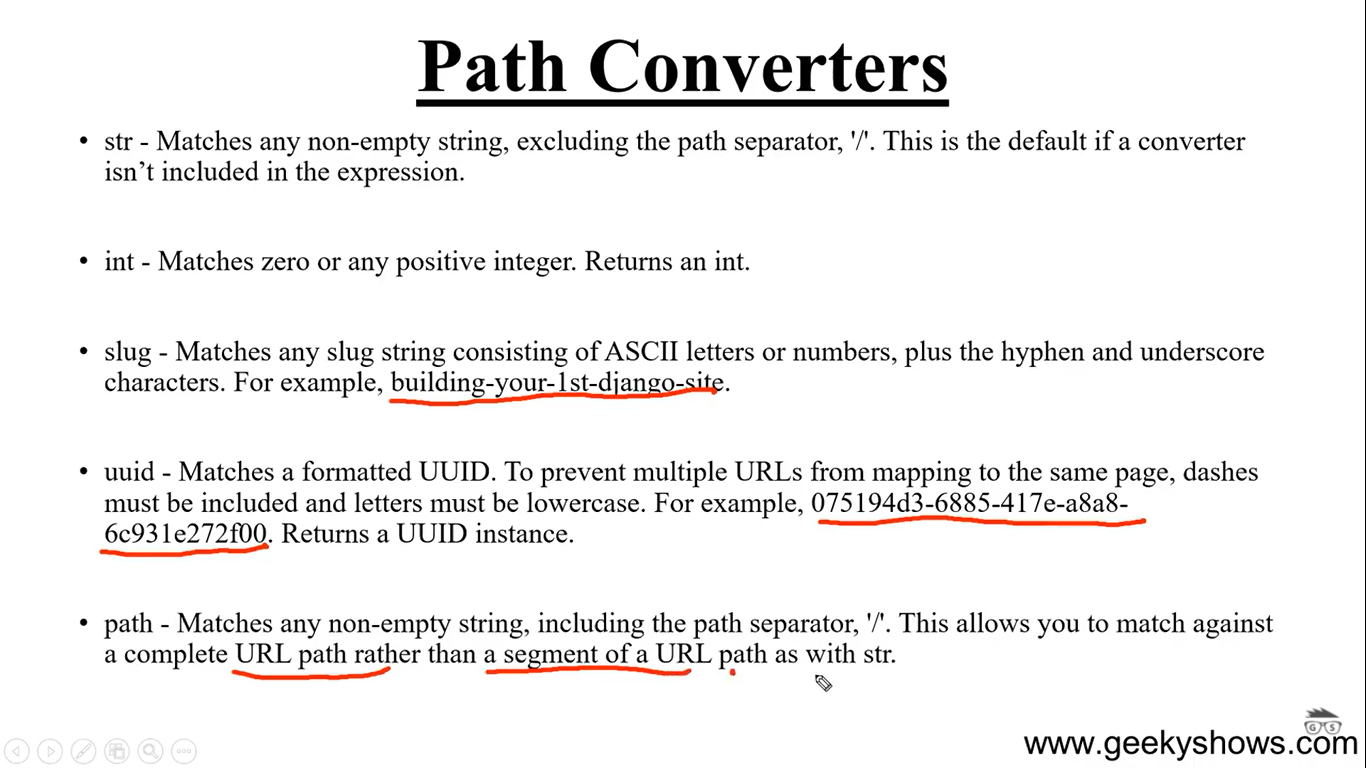 Path Converters
• str - Matches any non-empty string, excluding the path separator, '/'. This is the default if a converter
isn’t included in the expression.
• int - Matches zero or any positive integer. Returns an int.
• slug - Matches any slug string consisting of ASCII letters or numbers, plus the hyphen and underscore
characters. For example, building-your-1st-django-site.
• uuid - Matches a formatted UUID. To prevent multiple URLs from mapping to the same page, dashes
must be included and letters must be lowercase. For example, 075194d3-6885-417e-a8a8-
6c931e272f00. Returns a UUID instance.
• path - Matches any non-empty string, including the path separator, '/'. This allows you to match against
a complete URL path rather than a segment of a URL path as with str.
G S
www.geekyshows.com